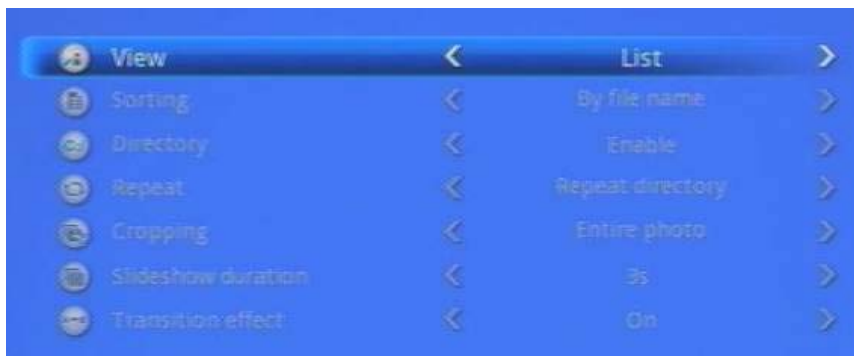 View < List >
Sorting < By file name >
Directory < Enable >
Repeat < Repeat directory >
Cropping < Entire photo >
Slideshow duration < 3s >
Transition effect < On >